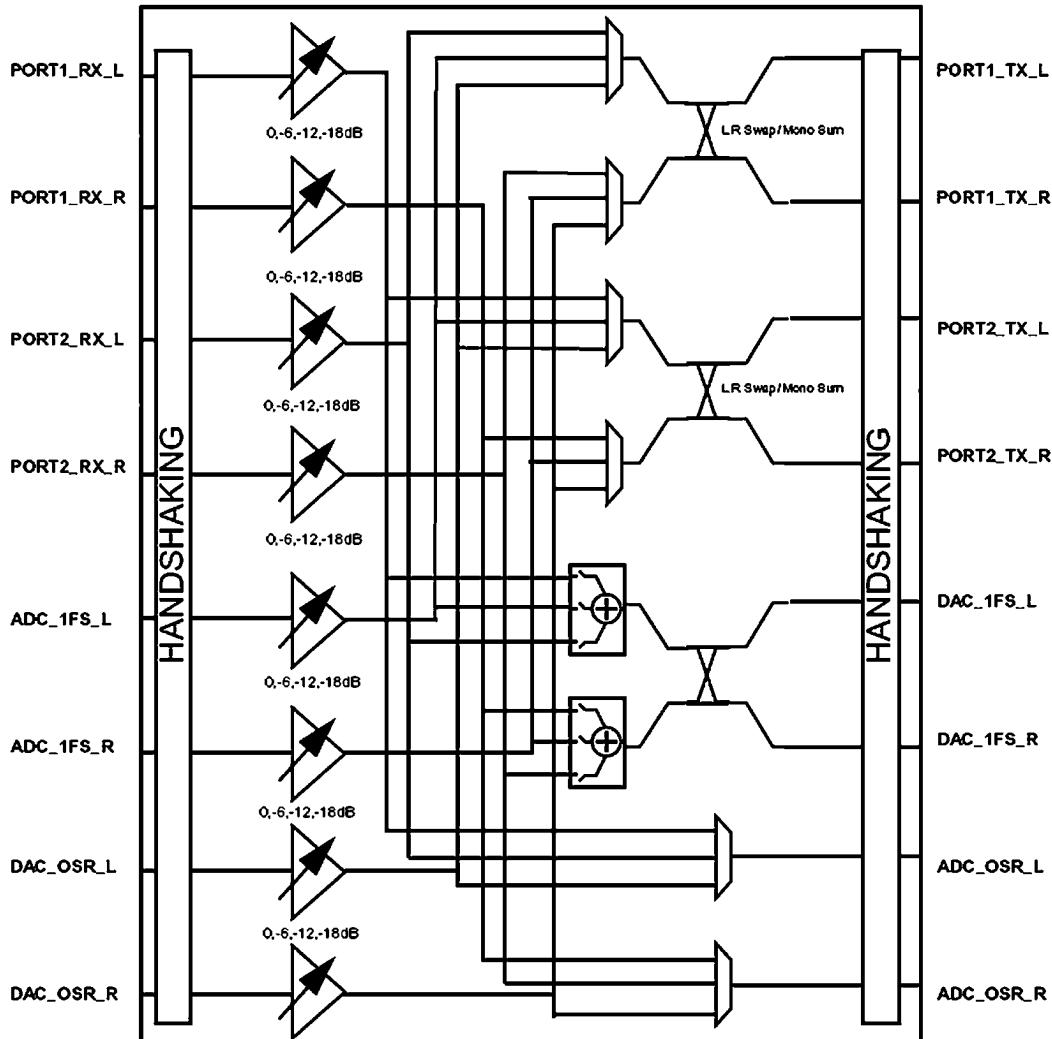 PORT1_RX_L
PORT1_RX_R
PORT2_RX_L
PORT2_RX_R
ADC_1FS_L
ADC_1FS_R
DAC_OSR_L
DAC_OSR_R
HANDSHAKING
0,-6,-12,-18dB
0,-6,-12,-18dB
0,-6,-12,-18dB
0,-6,-12,-18dB
0,-6,-12,-18dB
0,-6,-12,-18dB
0,-6,-12,-18dB
LR Swap/Mono Sum
LR Swap/Mono Sum
HANDSHAKING
PORT1_TX_L
PORT1_TX_R
PORT2_TX_L
PORT2_TX_R
DAC_1FS_L
DAC_1FS_R
ADC_OSR_L
ADC_OSR_R